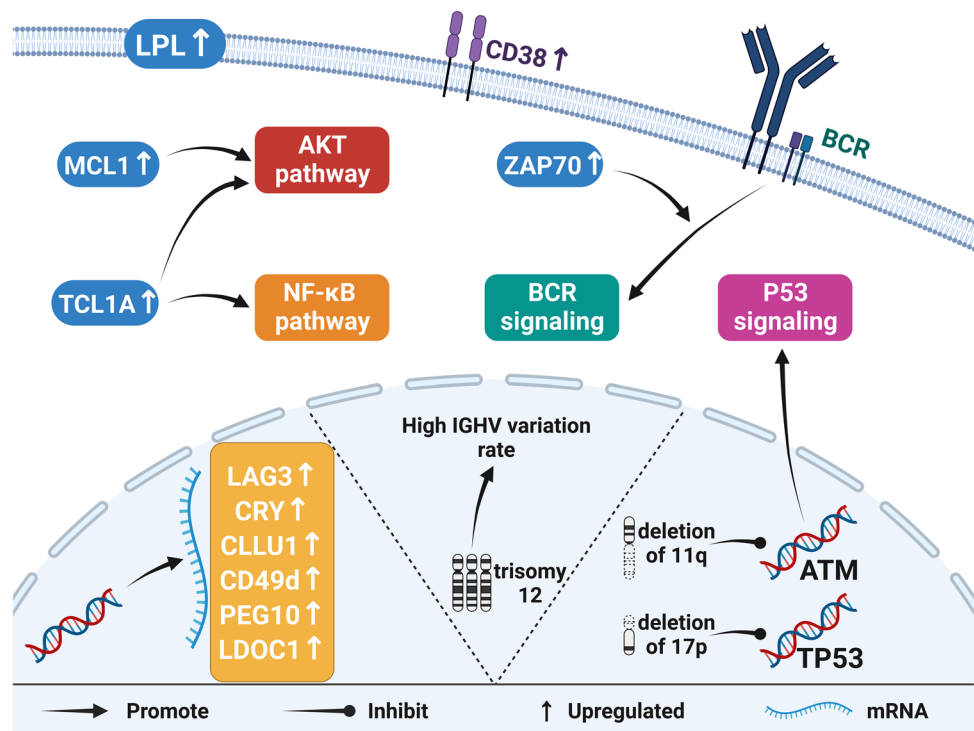 LPL↑
CD38↑
BCR
MCL1↑
AKT
pathway
ZAP70↑
TCL1A↑
NF-κB
pathway
BCR
signaling
P53
signaling
High IGHV variation
rate
LAG3↑
CRY↑
CLLU1↑
CD49d↑
PEG10↑
LDOC1↑
trisomy
12
deletion
of 11q
ATM
deletion
of 17p
TP53
Promote
Inhibit
↑ Upregulated
mRNA